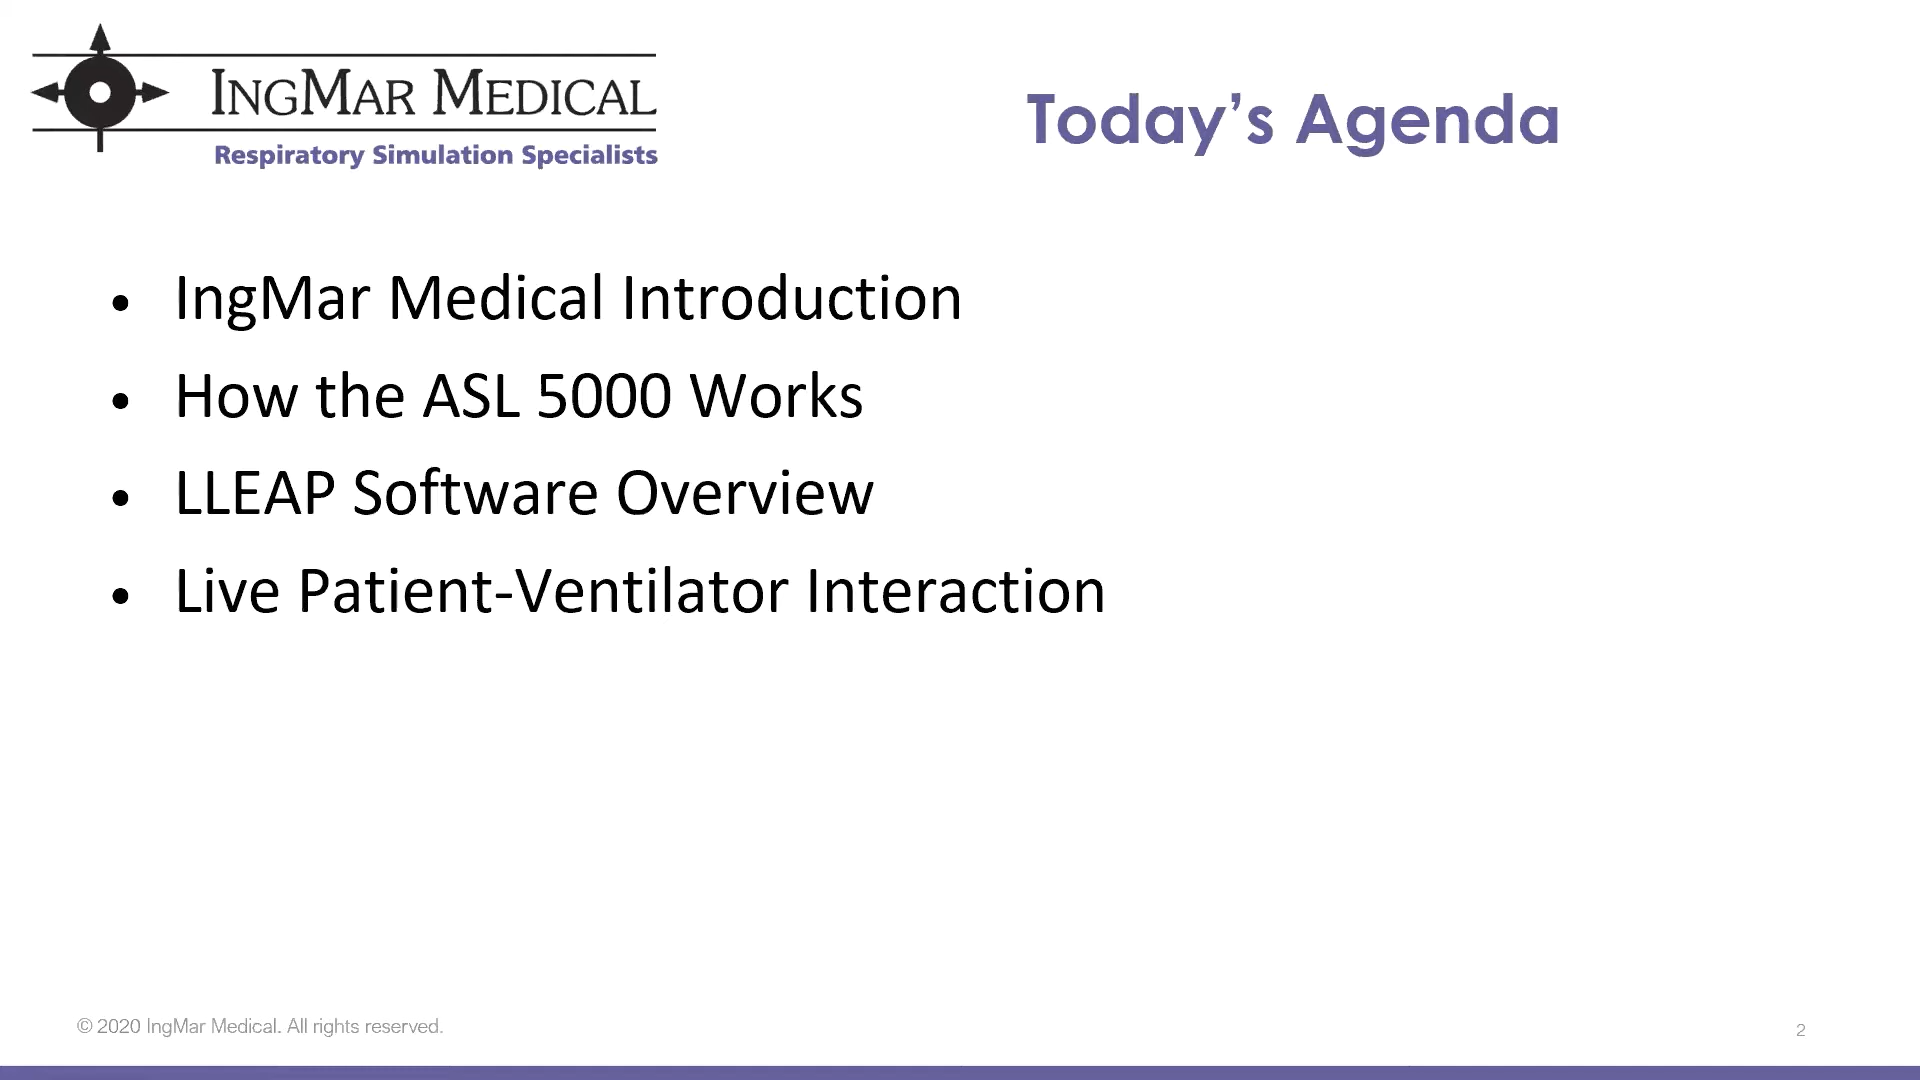 INGMAR MEDICAL
Respiratory Simulation Specialists
Today’s Agenda
• IngMar Medical Introduction
• How the ASL 5000 Works
• LLEAP Software Overview
• Live Patient-Ventilator Interaction
© 2020 IngMar Medical. All rights reserved.
2